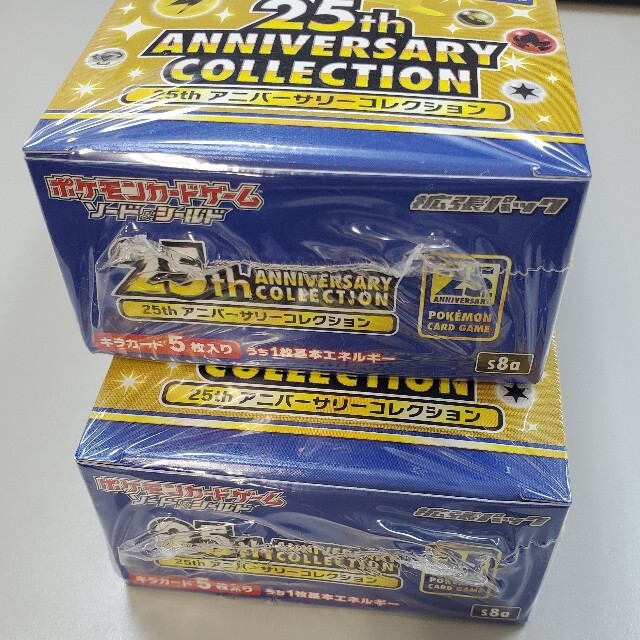 25th
ANNIVERSARY
COLLECTION
25th アニバーサリーコレクション
ポケモンカードゲーム
ソード&シールド
拡張パック
25th ANNIVERSARY
COLLECTION
25th アニバーサリーコレクション
ANNIVERSARY
POKÉMON
CARD GAME
キラカード5枚入り うち1枚基本エネルギー
s8a
COLLECTION
25th アニバーサリーコレクション
ポケモンカードゲーム
ソード&シールド
拡張パック
25th ANNIVERSARY
COLLECTION
25th アニバーサリーコレクション
POKÉMON
CARD GAME
キラカード5枚入り うち1枚基本エネルギー
s8a